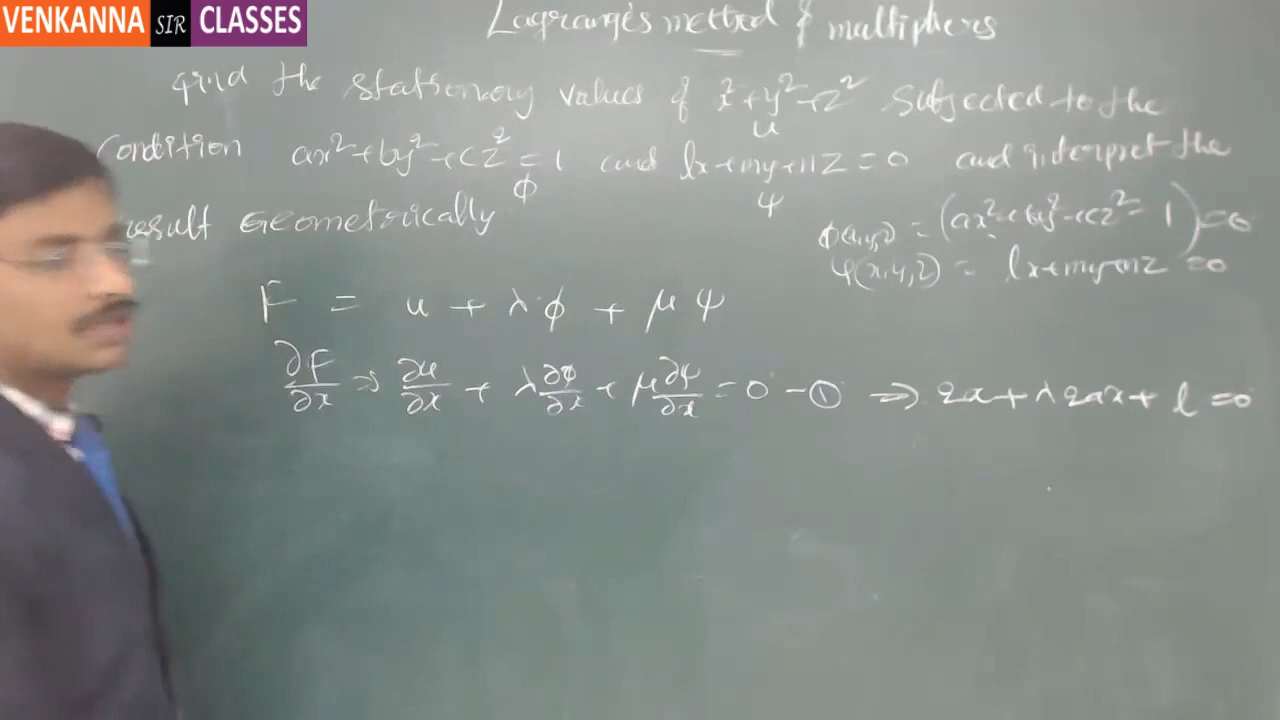 VENKANNA SIR CLASSES
Lagrange's method of multipliers
Find the stationary values of x²+y²+z² subjected to the
u
condition ax²+by²+cz²=1 and lx+my+nz=0 and interpret the
ϕ ψ
result Geometrically
ϕ(x,y,z) = (ax²+by²+cz²-1)=0
ψ(x,y,z) = lx+my+nz =0
F = u + λϕ + μψ
∂F/∂x ⇒ ∂u/∂x + λ∂ϕ/∂x + μ∂ψ/∂x = 0 -① ⇒ 2x+λ2ax+ l =0